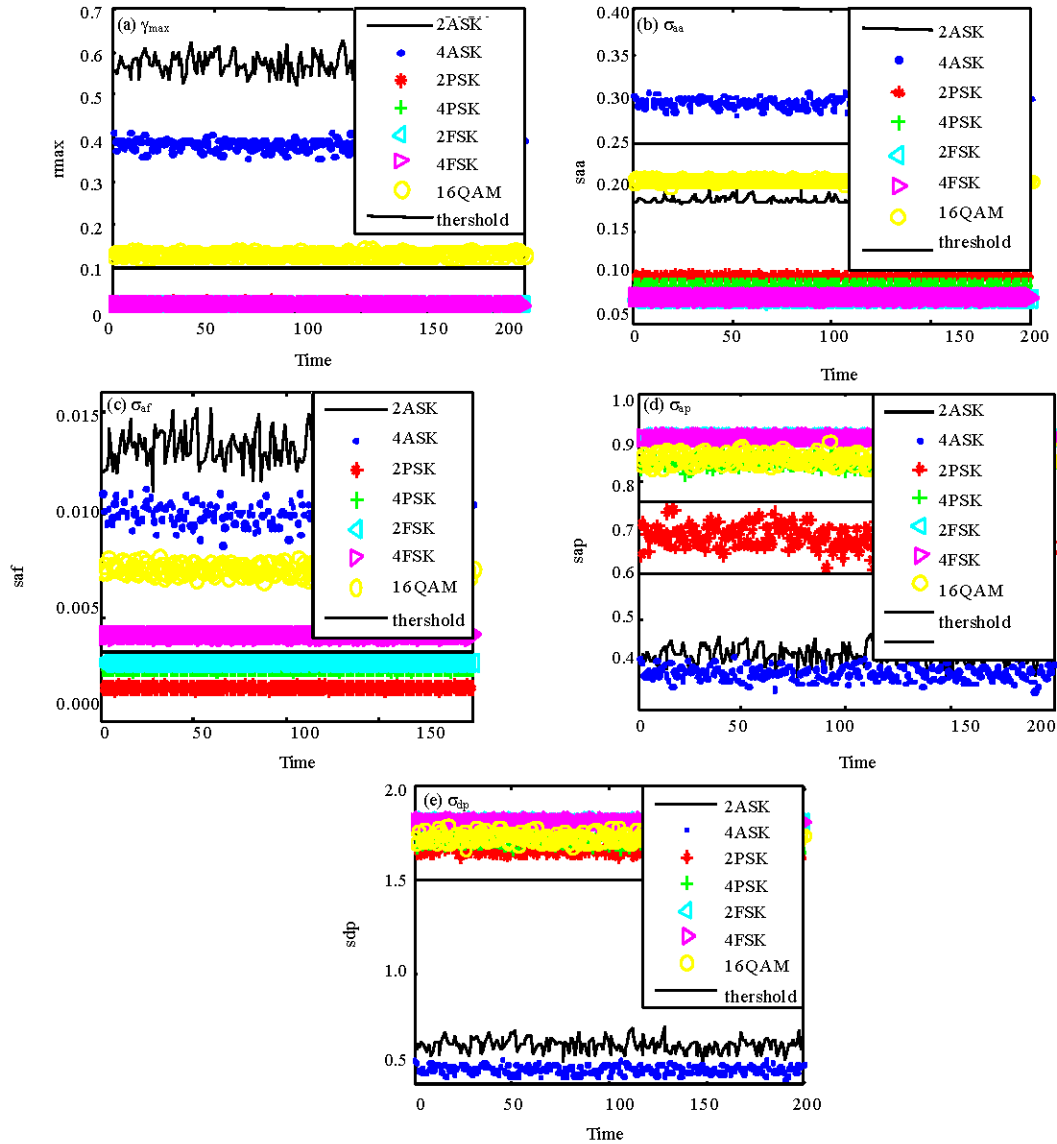 (a) γmax
2ASK
4ASK
2PSK
4PSK
2FSK
4FSK
16QAM
thershold
0.6
0.5
0.4
0.3
0.2
0.1
0
rmax
0
50
100
150
200
Time
(b) σaa
2ASK
4ASK
2PSK
4PSK
2FSK
4FSK
16QAM
threshold
0.40
0.35
0.30
0.25
0.20
0.15
0.10
0.05
saa
0
50
100
150
200
Time
(c) σaf
2ASK
4ASK
2PSK
4PSK
2FSK
4FSK
16QAM
thershold
0.015
0.010
0.005
0.000
saf
0
50
100
150
Time
(d) σap
2ASK
4ASK
2PSK
4PSK
2FSK
4FSK
16QAM
thershold
1.0
0.9
0.8
0.7
0.6
0.5
0.4
sap
0
50
100
150
200
Time
(e) σdp
2ASK
4ASK
2PSK
4PSK
2FSK
4FSK
16QAM
thershold
2.0
1.5
1.0
0.5
sdp
0
50
100
150
200
Time